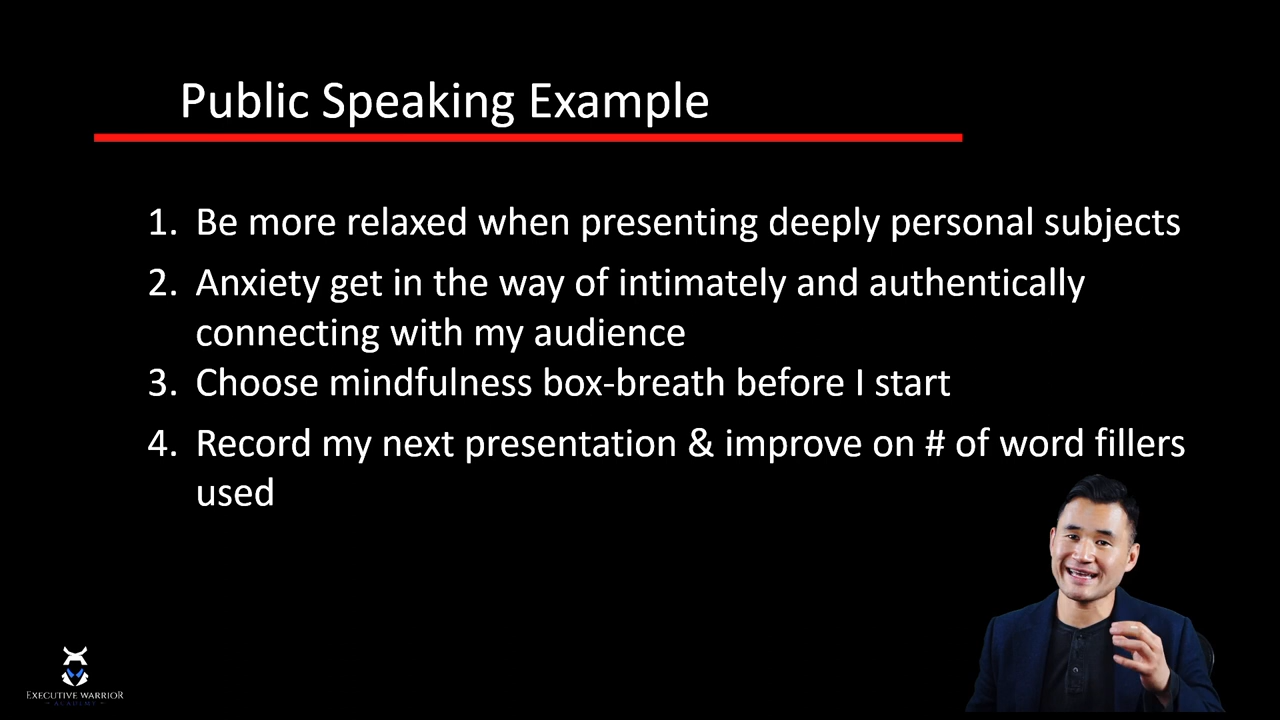 Public Speaking Example
1. Be more relaxed when presenting deeply personal subjects
2. Anxiety get in the way of intimately and authentically
connecting with my audience
3. Choose mindfulness box-breath before I start
4. Record my next presentation & improve on # of word fillers
used
EXECUTIVE WARRIOR
ACADEMY